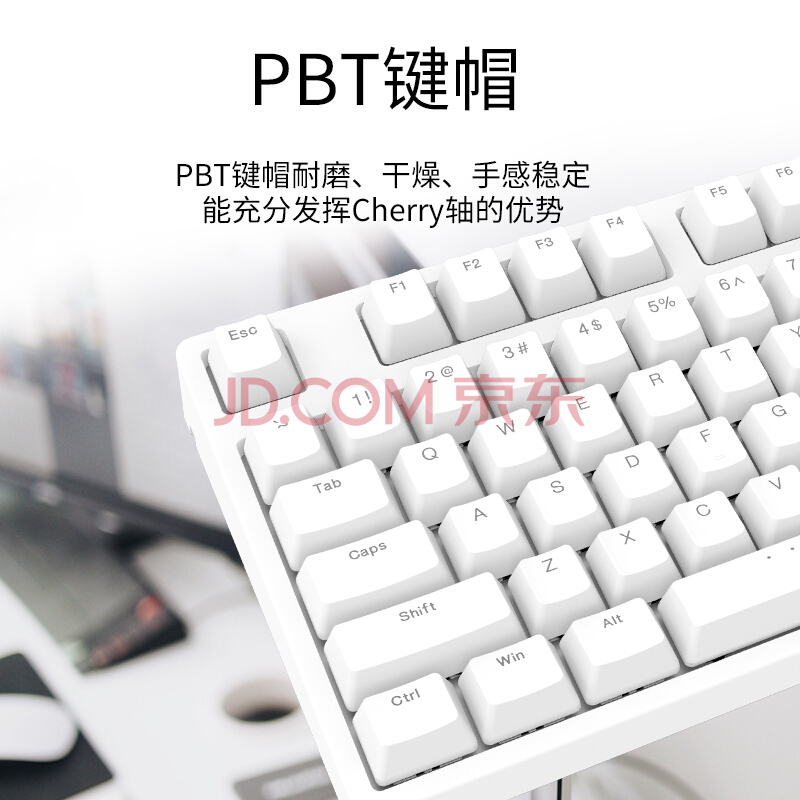 PBT键帽
PBT键帽耐磨、干燥、手感稳定
能充分发挥Cherry轴的优势
F5 F6
F1 F2 F3 F4
Esc
1! 2@ 3# 4$ 5% 6^ 7
JD.COM 京东
Tab Q W E R T Y
Caps A S D F G
Shift Z X C V
Ctrl Win Alt